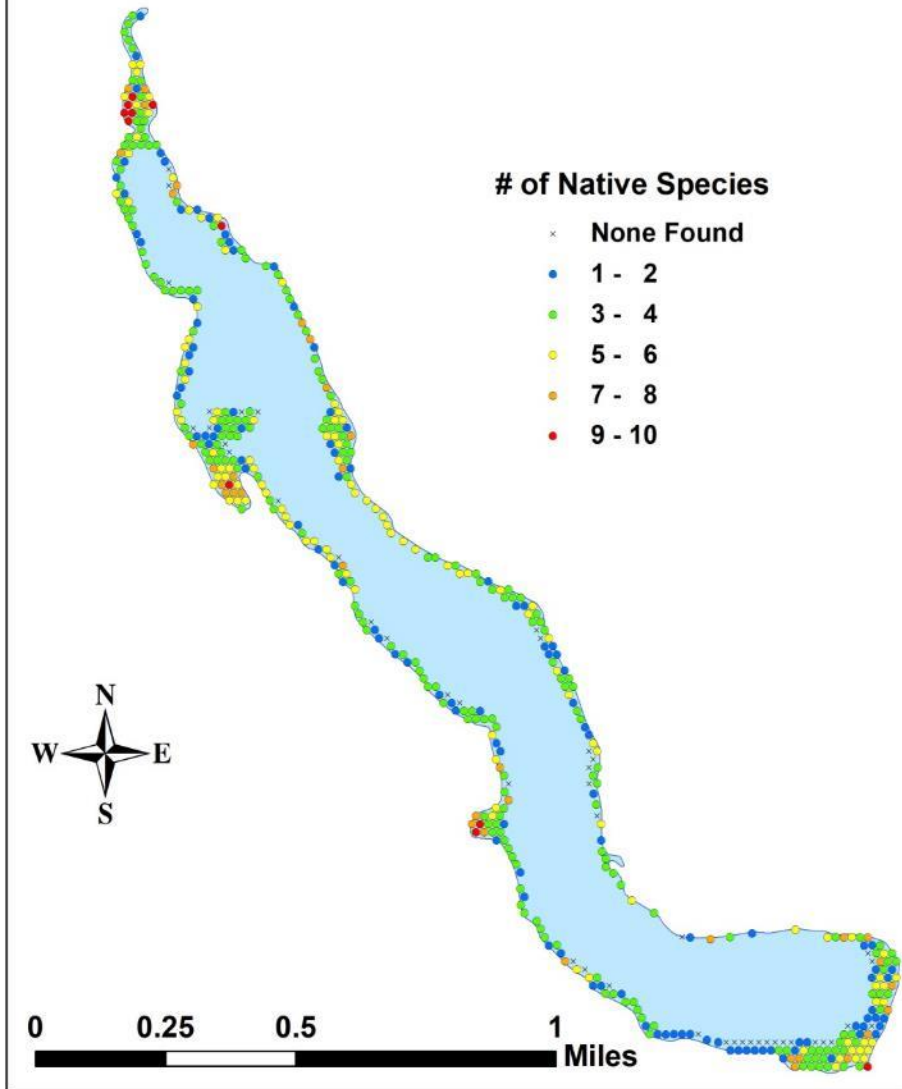 # of Native Species
× None Found
1 - 2
3 - 4
5 - 6
7 - 8
9 - 10
N
W E
S
0 0.25 0.5 1
Miles